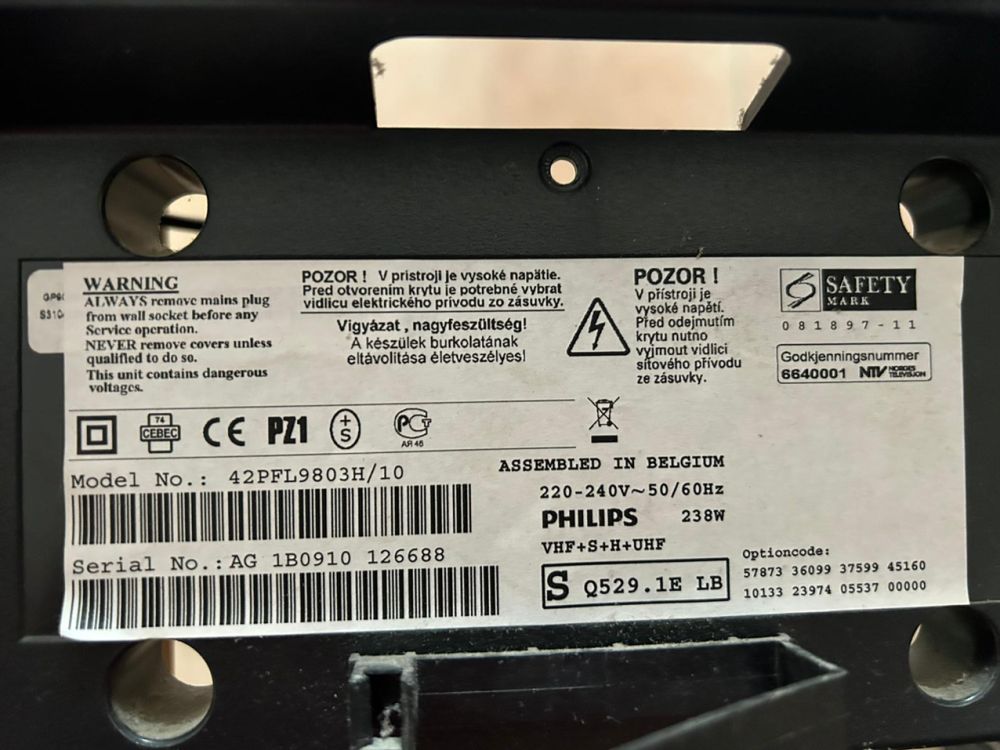 WARNING
ALWAYS remove mains plug
from wall socket before any
Service operation.
NEVER remove covers unless
qualified to do so.
This unit contains dangerous
voltages.
POZOR ! V pristroji je vysoké napätie.
Pred otvorením krytu je potrebné vybrat
vidlicu elektrického prívodu zo zásuvky.
Vigyázat , nagyfeszültség!
A készülek burkolatának
eltávolítása életveszélyes!
POZOR !
V přístroji je
vysoké napětí.
Před odejmutím
krytu nutno
vyjmout vidlici
síťového přívodu
ze zásuvky.
SAFETY
MARK
081897-11
Godkjenningsnummer
6640001 NTV NORGES
TELEVISJON
74
CEBEC
CE
PZ1
+
S
АЯ 46
Model No.: 42PFL9803H/10
Serial No.: AG 1B0910 126688
ASSEMBLED IN BELGIUM
220-240V~50/60Hz
PHILIPS 238W
VHF+S+H+UHF
S Q529.1E LB
Optioncode:
57873 36099 37599 45160
10133 23974 05537 00000